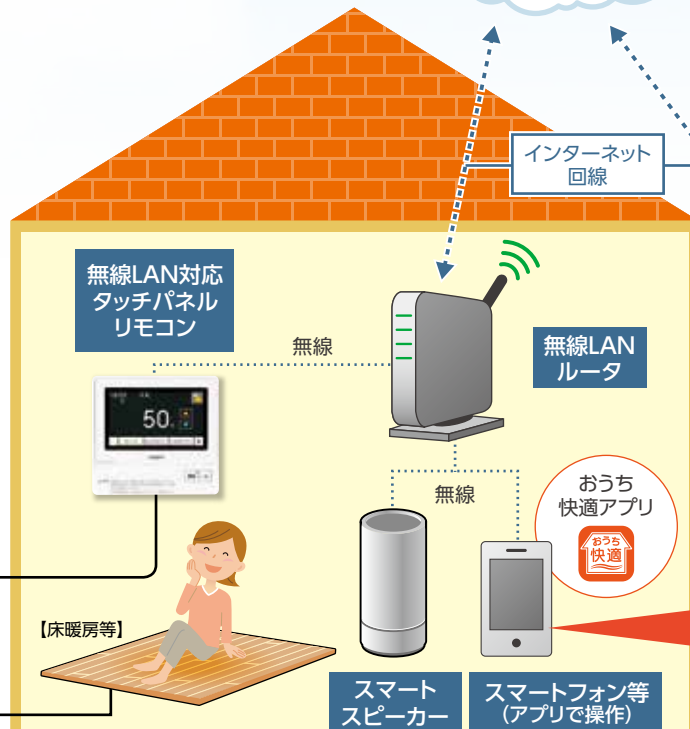 インターネット
回線
無線LAN対応
タッチパネル
リモコン
無線
無線LAN
ルータ
50
無線
おうち
快適アプリ
おうち
快適
【床暖房等】
スマート
スピーカー
スマートフォン等
(アプリで操作)